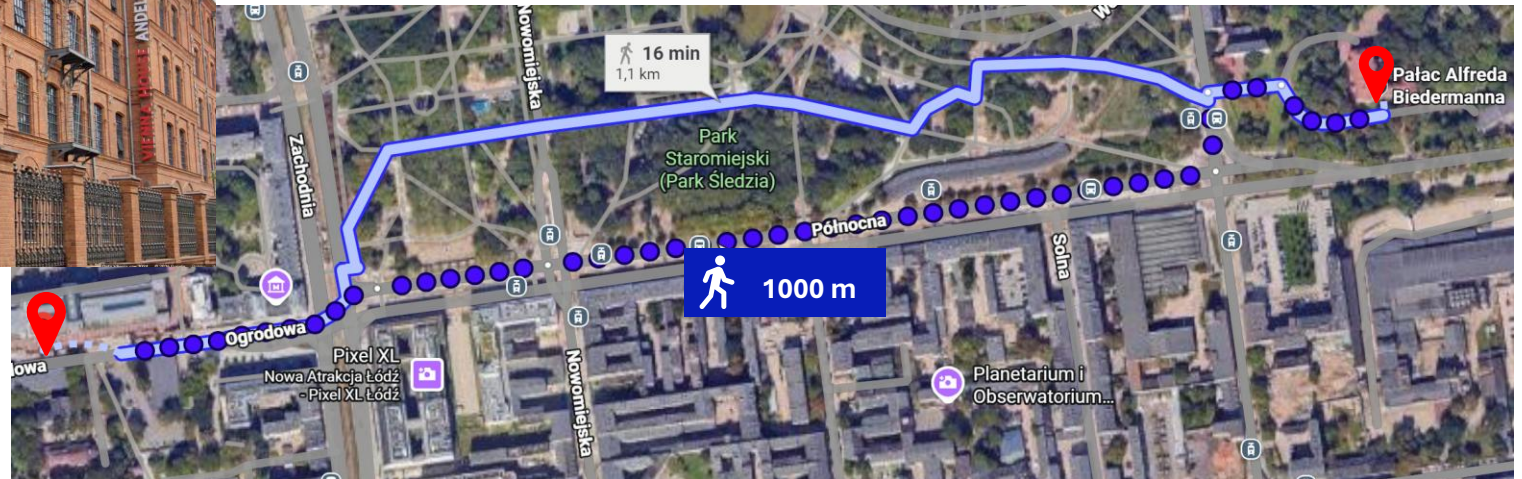 VIENNA HOUSE ANDEL
Nowomiejska
16 min
1,1 km
Pałac Alfreda
Biedermanna
Zachodnia
Park
Staromiejski
(Park Śledzia)
Północna
Solna
1000 m
Ogrodowa
Pixel XL
Nowa Atrakcja Łódź
- Pixel XL Łódź
Nowomiejska
Planetarium i
Obserwatorium...